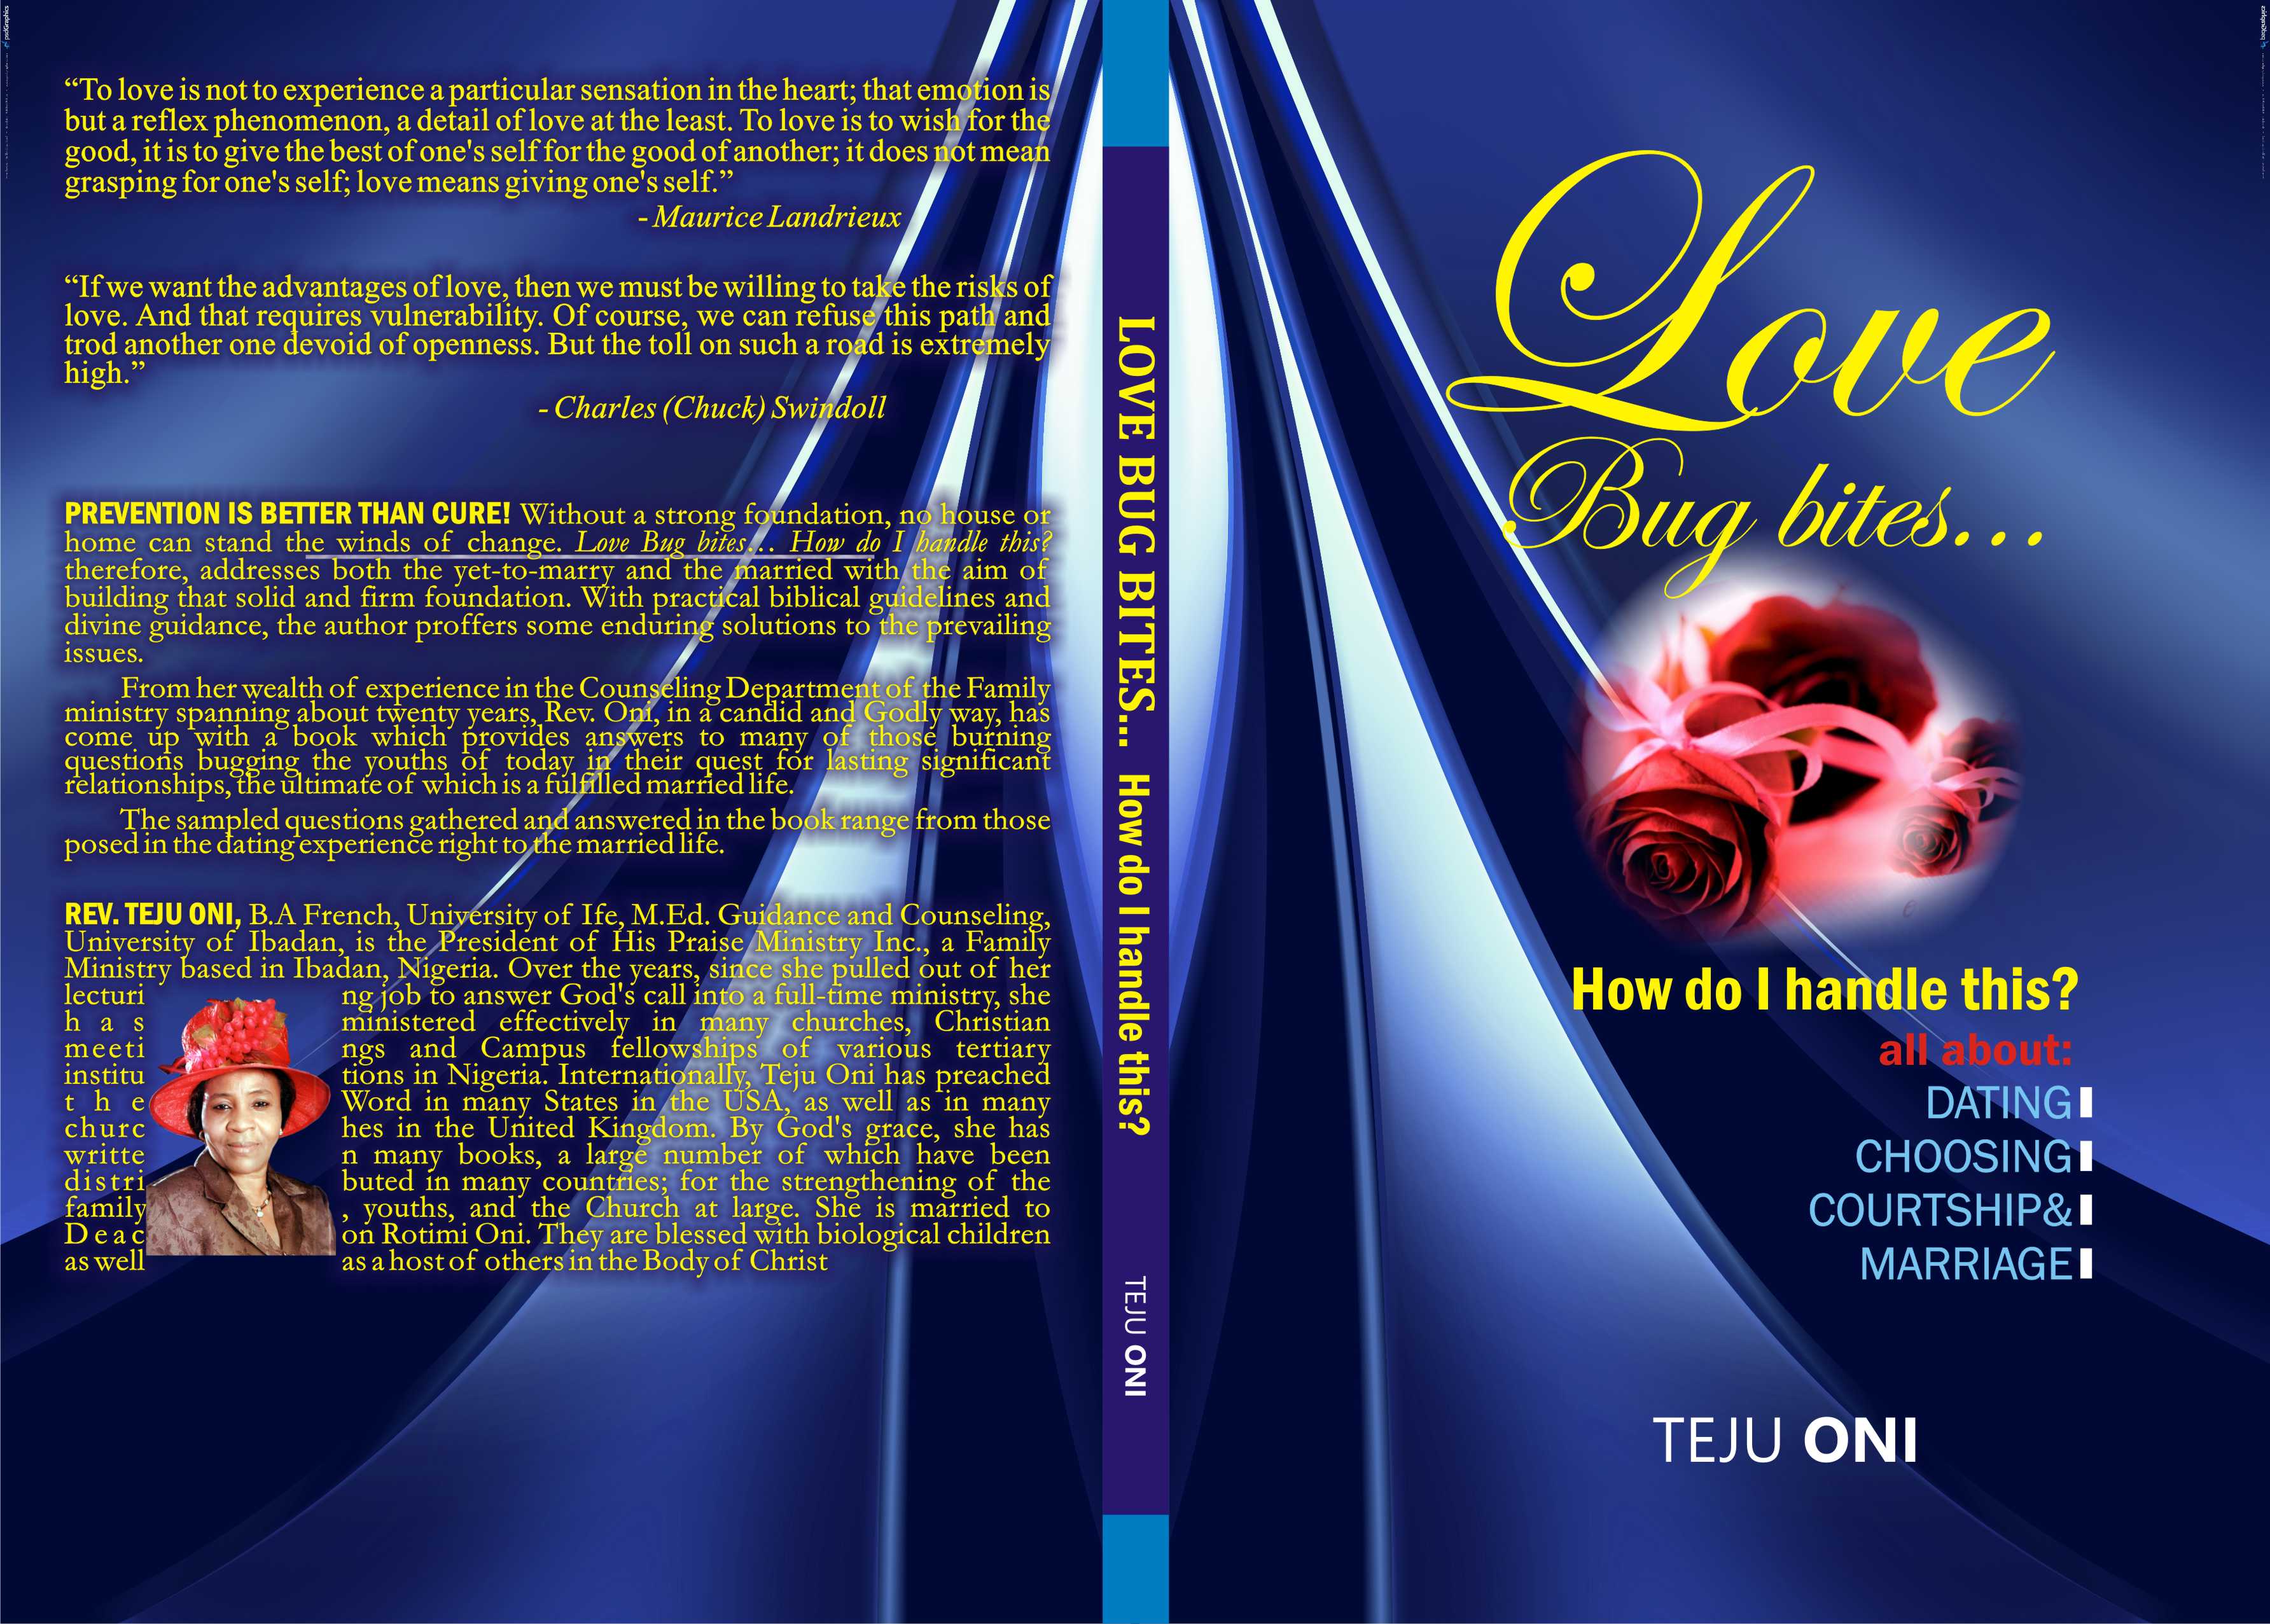 “To love is not to experience a particular sensation in the heart; that emotion is
but a reflex phenomenon, a detail of love at the least. To love is to wish for the
good, it is to give the best of one's self for the good of another; it does not mean
grasping for one's self; love means giving one's self.”
- Maurice Landrieux
“If we want the advantages of love, then we must be willing to take the risks of
love. And that requires vulnerability. Of course, we can refuse this path and
trod another one devoid of openness. But the toll on such a road is extremely
high.”
- Charles (Chuck) Swindoll
PREVENTION IS BETTER THAN CURE! Without a strong foundation, no house or
home can stand the winds of change. Love Bug bites... How do I handle this?
therefore, addresses both the yet-to-marry and the married with the aim of
building that solid and firm foundation. With practical biblical guidelines and
divine guidance, the author proffers some enduring solutions to the prevailing
issues.
From her wealth of experience in the Counseling Department of the Family
ministry spanning about twenty years, Rev. Oni, in a candid and Godly way, has
come up with a book which provides answers to many of those burning
questions bugging the youths of today in their quest for lasting significant
relationships, the ultimate of which is a fulfilled married life.
The sampled questions gathered and answered in the book range from those
posed in the dating experience right to the married life.
REV. TEJU ONI, B.A French, University of Ife, M.Ed. Guidance and Counseling,
University of Ibadan, is the President of His Praise Ministry Inc., a Family
Ministry based in Ibadan, Nigeria. Over the years, since she pulled out of her
lecturi ng job to answer God's call into a full-time ministry, she
has ministered effectively in many churches, Christian
meeti ngs and Campus fellowships of various tertiary
institu tions in Nigeria. Internationally, Teju Oni has preached
the Word in many States in the USA, as well as in many
churc hes in the United Kingdom. By God's grace, she has
writte n many books, a large number of which have been
distri buted in many countries; for the strengthening of the
family , youths, and the Church at large. She is married to
Deac on Rotimi Oni. They are blessed with biological children
as well as a host of others in the Body of Christ
LOVE BUG BITES... How do I handle this?
TEJU ONI
Love
Bug bites...
How do I handle this?
all about:
DATING
CHOOSING
COURTSHIP&
MARRIAGE
TEJU ONI